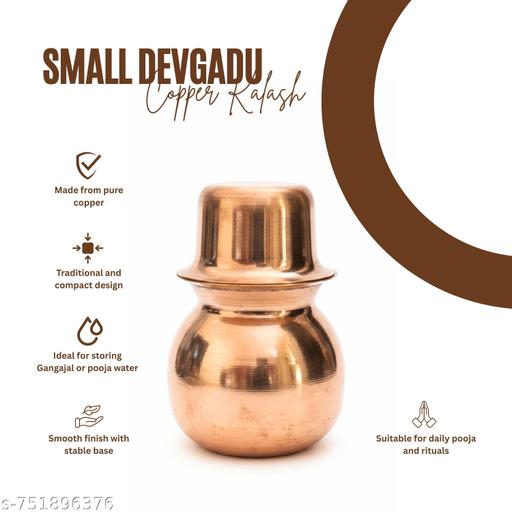 SMALL DEVGADU
Copper Kalash
Made from pure
copper
Traditional and
compact design
Ideal for storing
Gangajal or pooja water
Smooth finish with
stable base
Suitable for daily pooja
and rituals
s-751896376